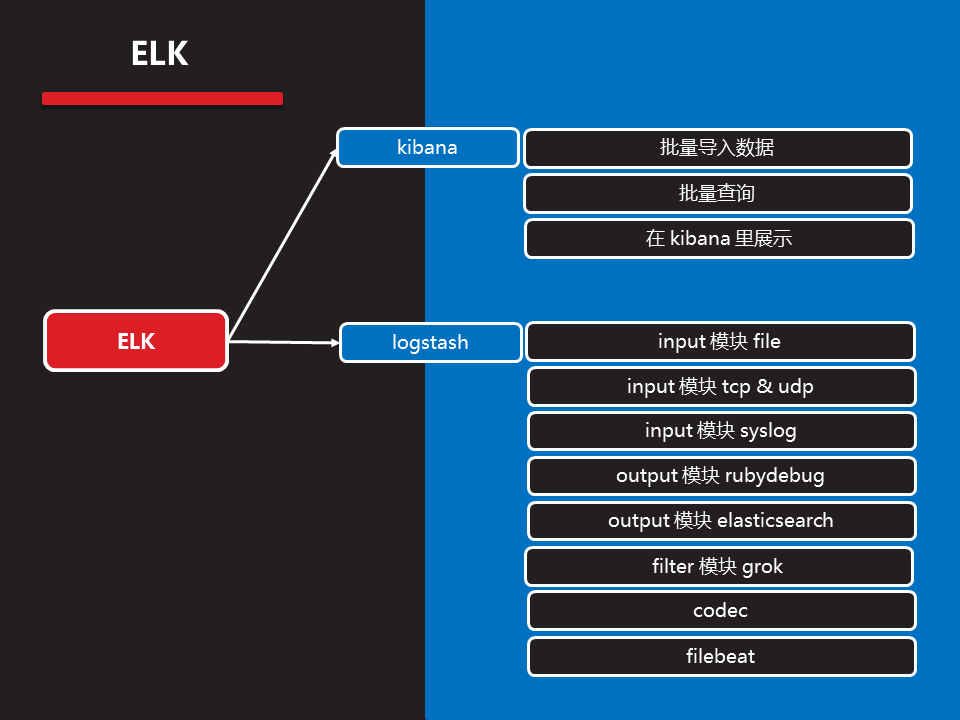 ELK
kibana
批量导入数据
批量查询
在 kibana 里展示
ELK
logstash
input 模块 file
input 模块 tcp & udp
input 模块 syslog
output 模块 rubydebug
output 模块 elasticsearch
filter 模块 grok
codec
filebeat